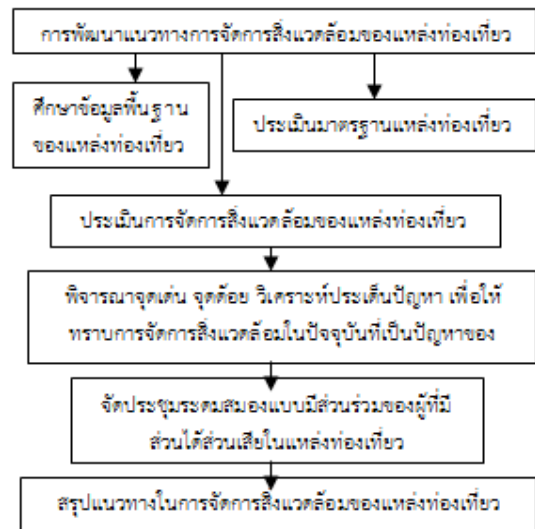 การพัฒนาแนวทางการจัดการสิ่งแวดล้อมของแหล่งท่องเที่ยว
ศึกษาข้อมูลพื้นฐาน
ของแหล่งท่องเที่ยว
ประเมินมาตรฐานแหล่งท่องเที่ยว
ประเมินการจัดการสิ่งแวดล้อมของแหล่งท่องเที่ยว
พิจารณาจุดเด่น จุดด้อย วิเคราะห์ประเด็นปัญหา เพื่อให้
ทราบการจัดการสิ่งแวดล้อมในปัจจุบันที่เป็นปัญหาของ
จัดประชุมระดมสมองแบบมีส่วนร่วมของผู้ที่มี
ส่วนได้ส่วนเสียในแหล่งท่องเที่ยว
สรุปแนวทางในการจัดการสิ่งแวดล้อมของแหล่งท่องเที่ยว